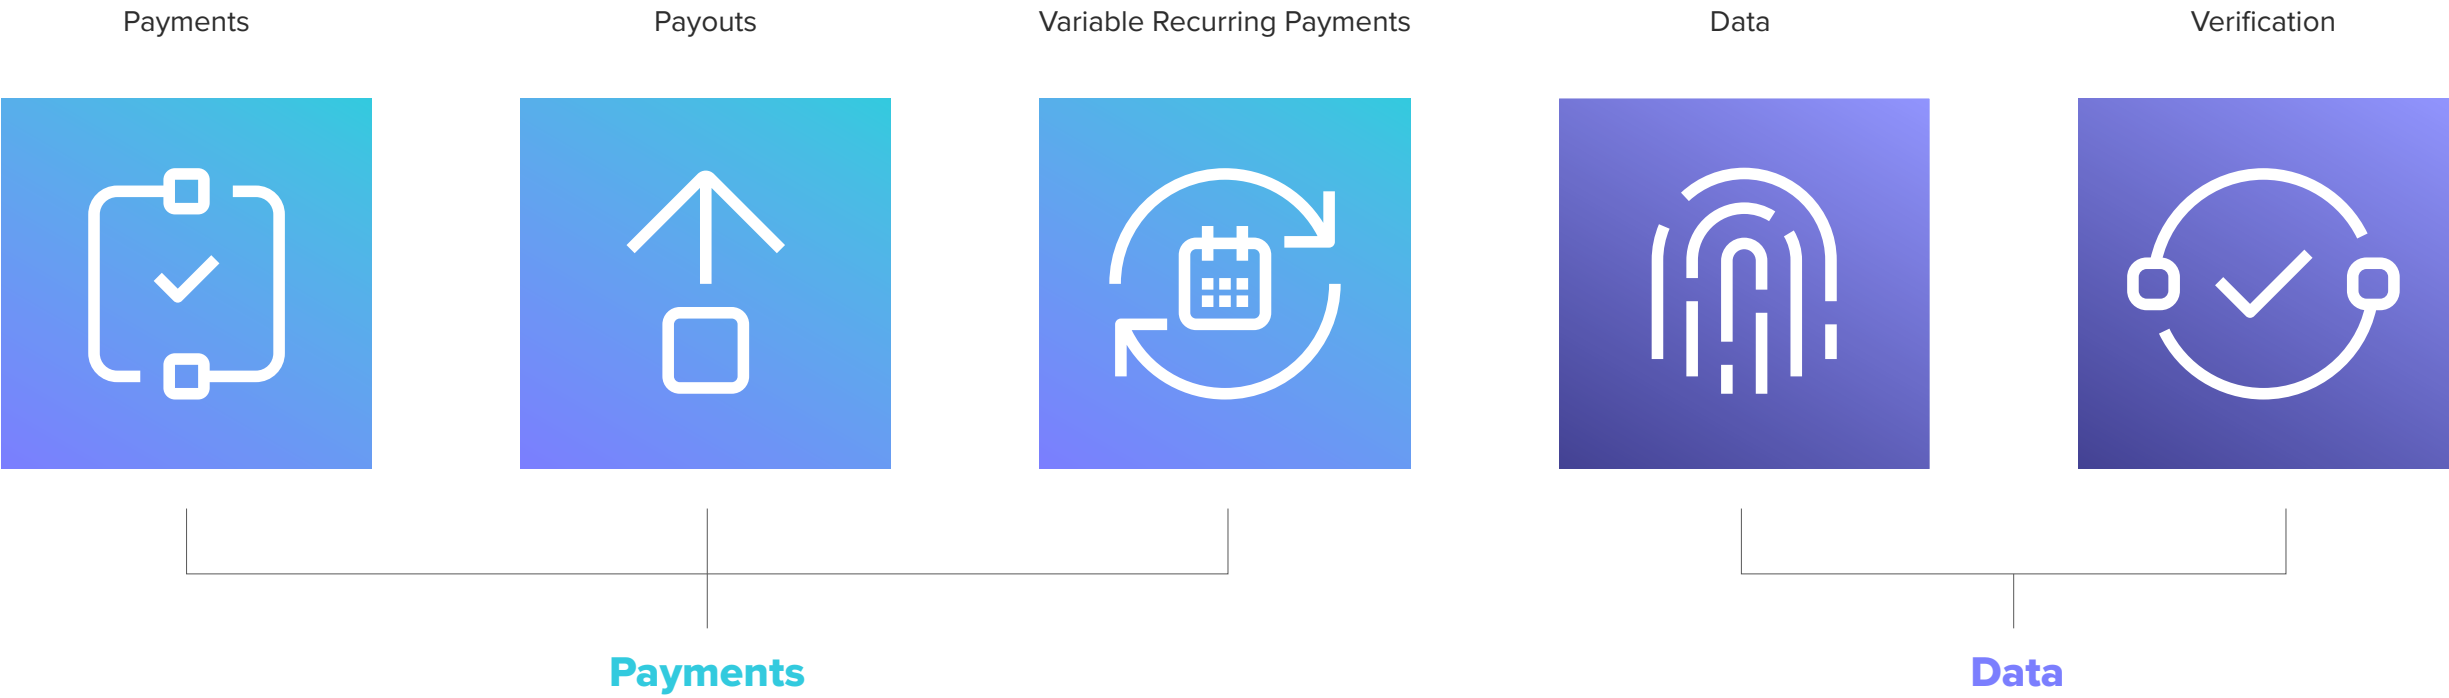 Payments
Payouts
Variable Recurring Payments
Data
Verification
Payments
Data